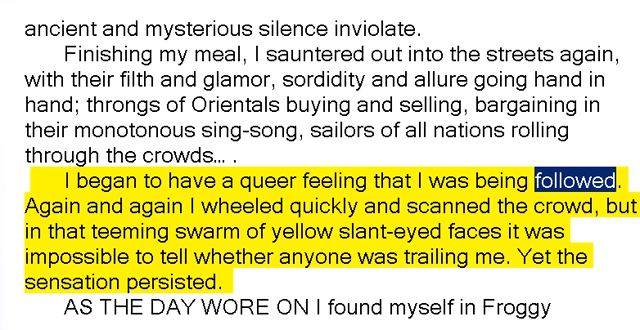 ancient and mysterious silence inviolate.
Finishing my meal, I sauntered out into the streets again,
with their filth and glamor, sordidity and allure going hand in
hand; throngs of Orientals buying and selling, bargaining in
their monotonous sing-song, sailors of all nations rolling
through the crowds... .
I began to have a queer feeling that I was being followed.
Again and again I wheeled quickly and scanned the crowd, but
in that teeming swarm of yellow slant-eyed faces it was
impossible to tell whether anyone was trailing me. Yet the
sensation persisted.
AS THE DAY WORE ON I found myself in Froggy